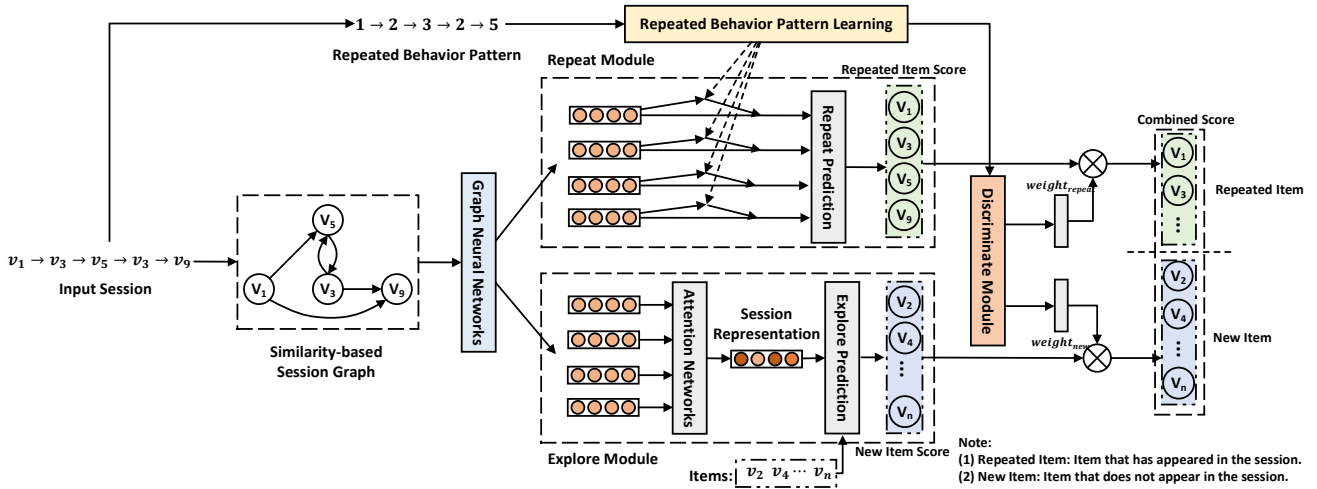 1 → 2 → 3 → 2 → 5
Repeated Behavior Pattern
Repeated Behavior Pattern Learning
Repeat Module
Repeated Item Score
Repeat Prediction
V1
V3
V5
V9
Combined Score
V1
V3
...
Repeated Item
weight_repeat
Discriminate Module
v1 → v3 → v5 → v3 → v9
Input Session
V5
V1
V3
V9
Similarity-based
Session Graph
Graph Neural Networks
Attention Networks
Session
Representation
Explore Prediction
V2
V4
...
Vn
weight_new
V2
V4
...
Vn
New Item
Explore Module
New Item Score
Items: v2 v4 ⋯ vn
Note:
(1) Repeated Item: Item that has appeared in the session.
(2) New Item: Item that does not appear in the session.